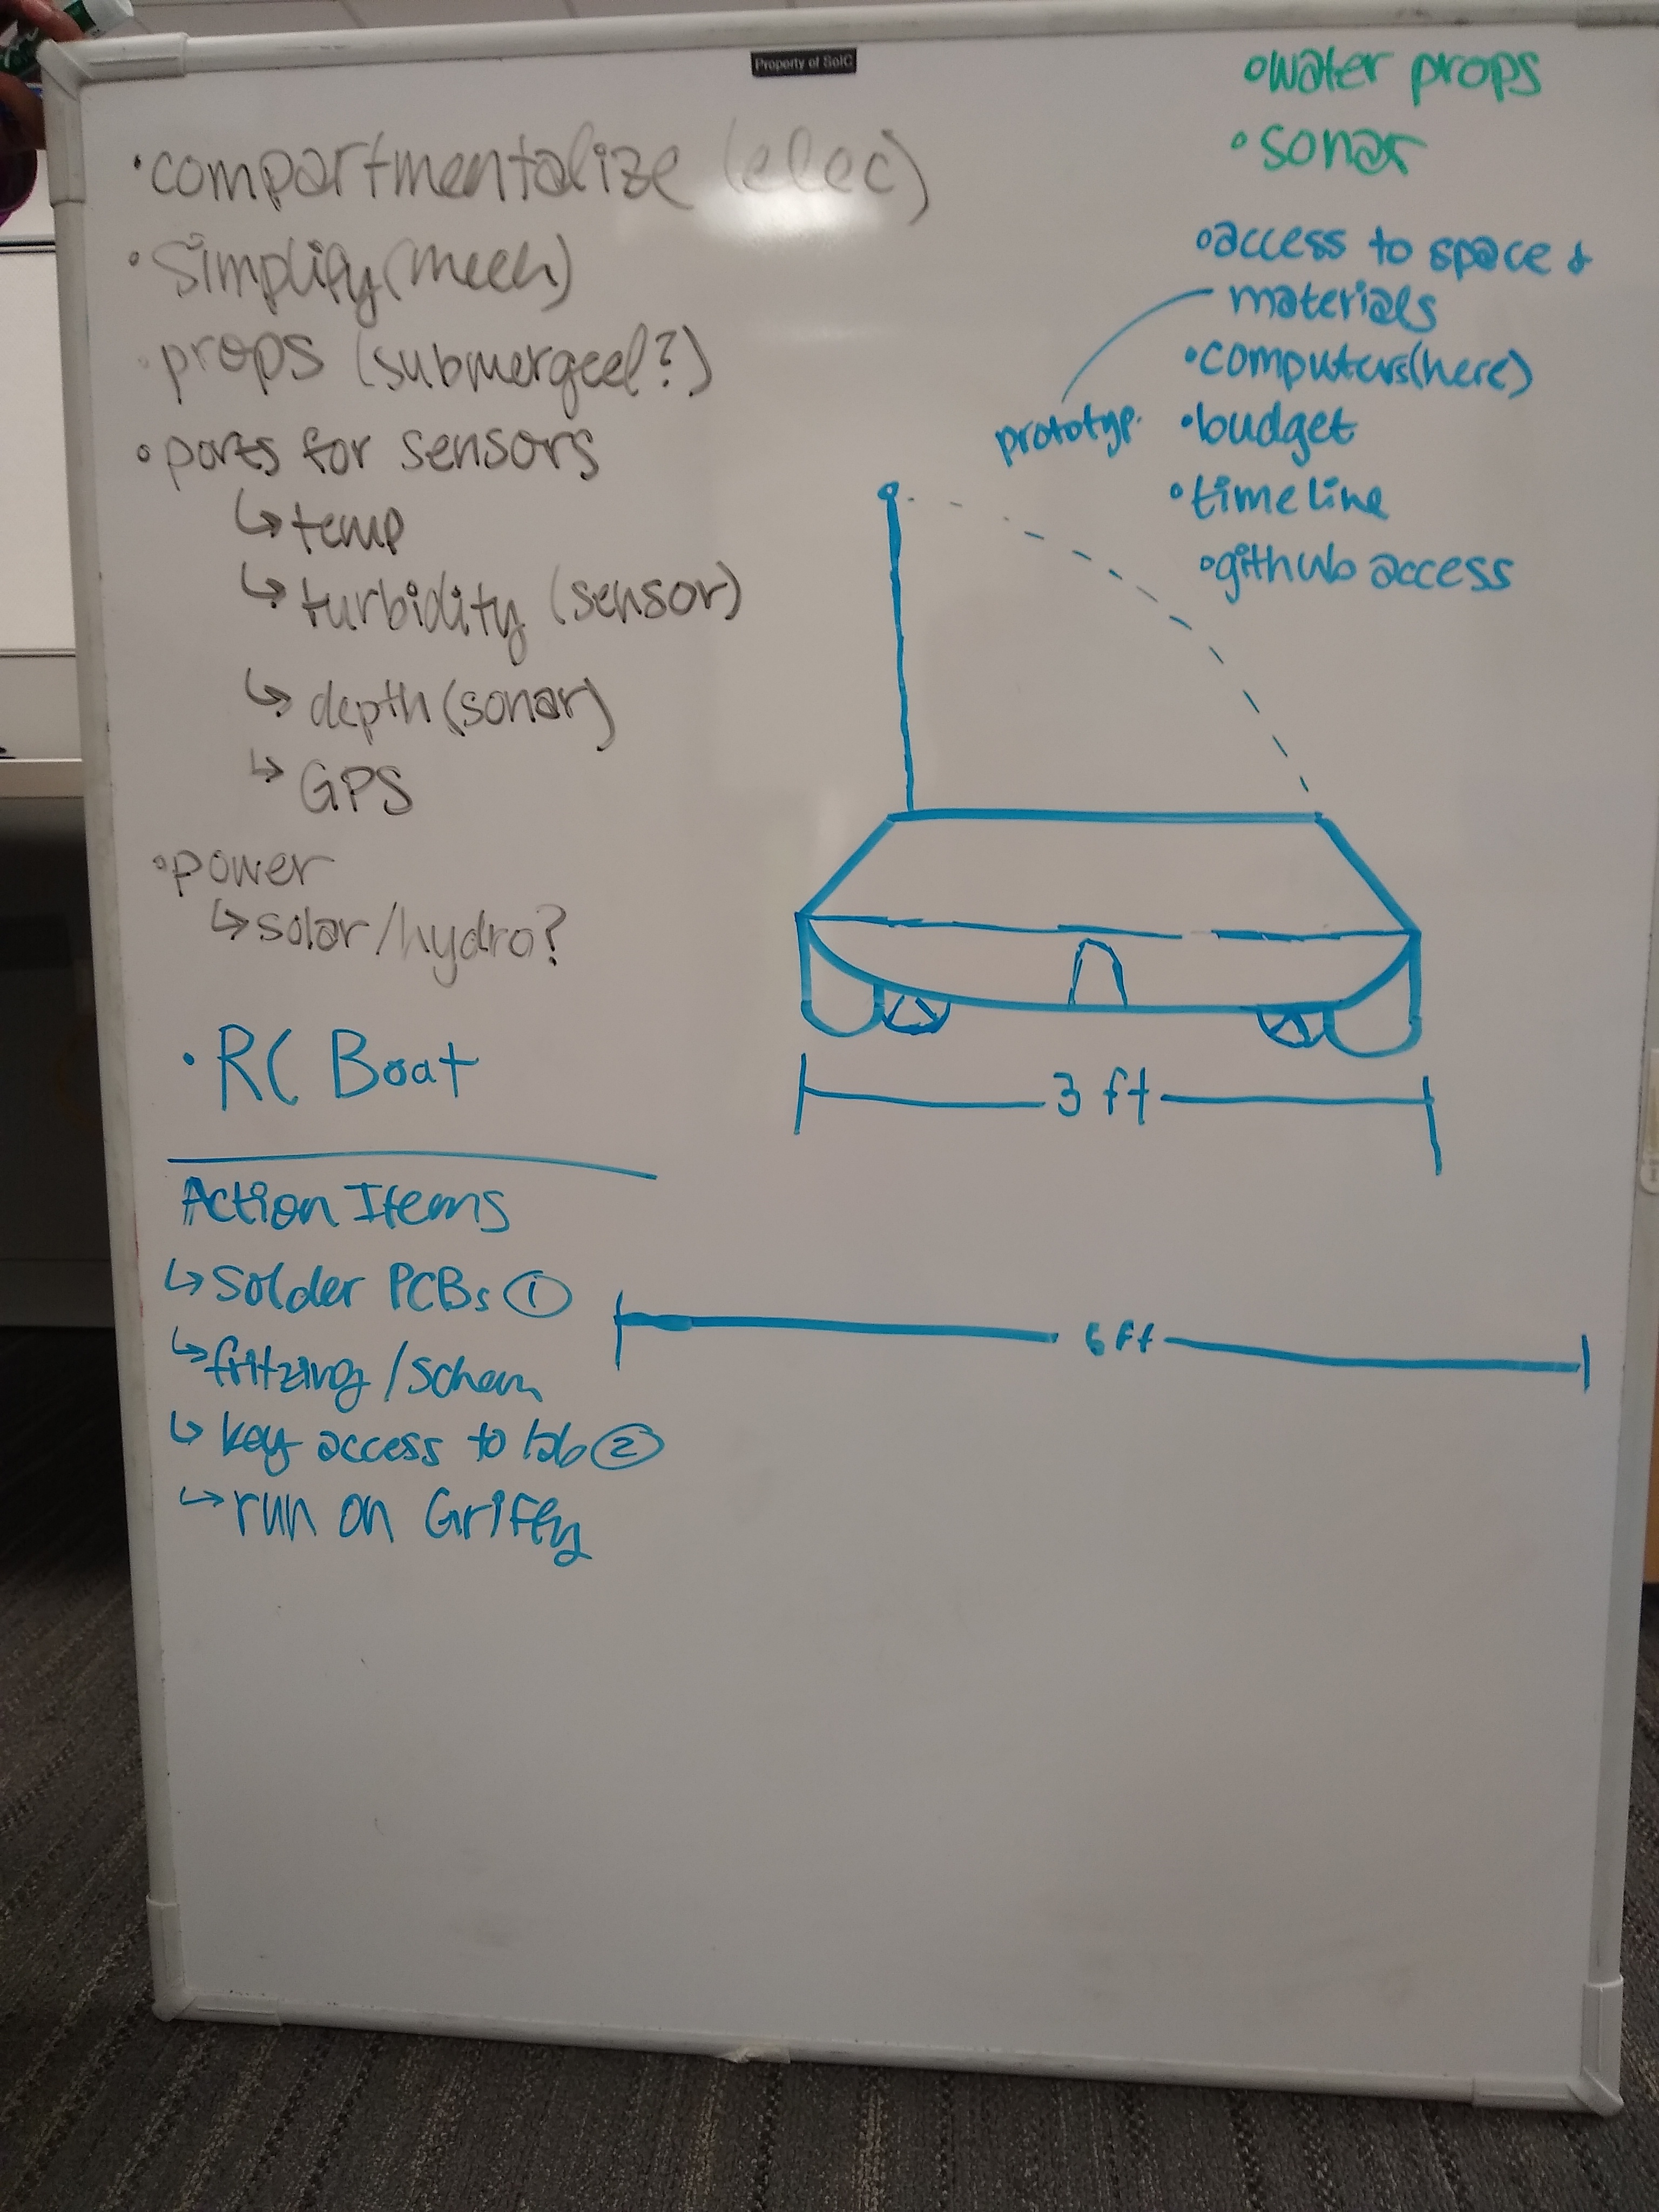 Property of SoIC
• compartmentalize (elec)
• Simplify (mech)
• props (submerged?)
• ports for sensors
↳ temp
↳ turbidity (sensor)
↳ depth (sonar)
↳ GPS
• power
↳ solar/hydro?
• RC Boat
Action Items
↳ Solder PCBs ①
↳ fritzing/Schem
↳ key access to lab ②
↳ run on Griffy
• water props
• sonar
• access to space &
materials
• computers (here)
prototyp.
• budget
• timeline
• github access
3 ft
6 ft